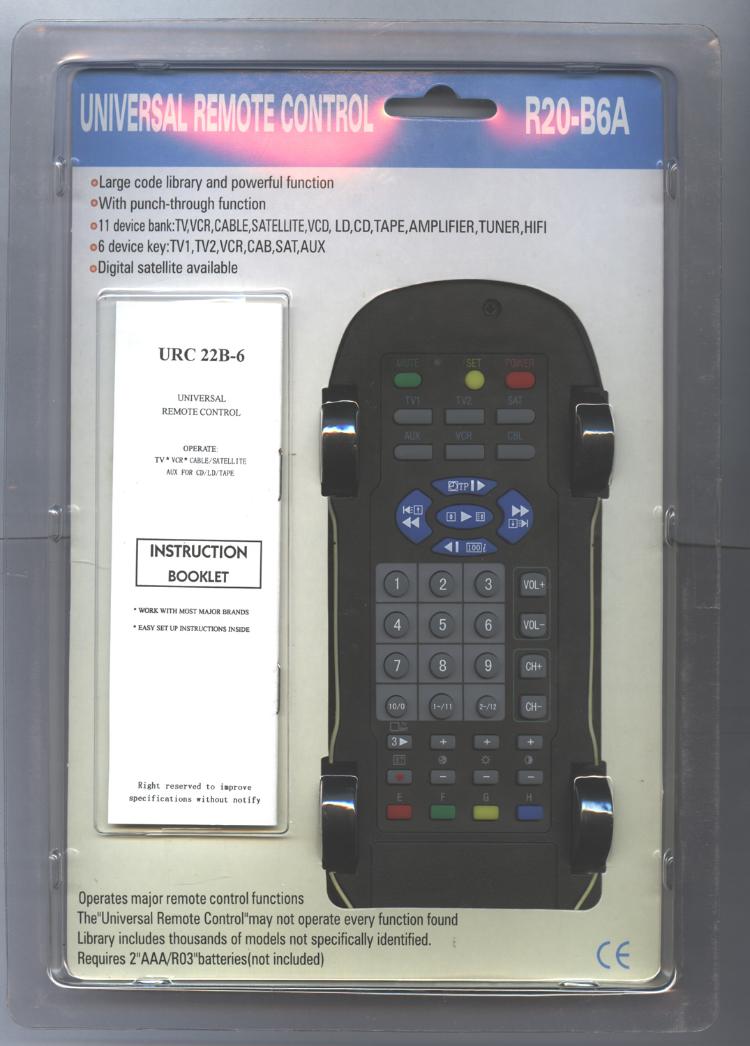 UNIVERSAL REMOTE CONTROL
R20-B6A
Large code library and powerful function
With punch-through function
11 device bank:TV,VCR,CABLE,SATELLITE,VCD, LD,CD,TAPE,AMPLIFIER,TUNER,HIFI
6 device key:TV1,TV2,VCR,CAB,SAT,AUX
Digital satellite available
URC 22B-6
UNIVERSAL
REMOTE CONTROL
OPERATE:
TV * VCR * CABLE/SATELLITE
AUX FOR CD/LD/TAPE
INSTRUCTION
BOOKLET
* WORK WITH MOST MAJOR BRANDS
* EASY SET UP INSTRUCTIONS INSIDE
Right reserved to improve
specifications without notify
MUTE SET POWER
TV1 TV2 SAT
AUX VCR CBL
TP
100i
1 2 3 VOL+
4 5 6 VOL-
7 8 9 CH+
10/0 1-/11 2-/12 CH-
3 + + +
- - -
E F G H
Operates major remote control functions
The"Universal Remote Control"may not operate every function found
Library includes thousands of models not specifically identified.
Requires 2"AAA/R03"batteries(not included)
CE